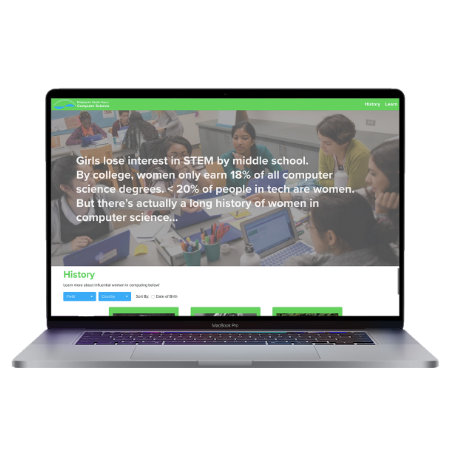 Computer Science
History Learn
Girls lose interest in STEM by middle school.
By college, women only earn 18% of all computer
science degrees. < 20% of people in tech are women.
But there's actually a long history of women in
computer science...
History
Learn more about influential women in computing below!
Field Country Sort By: Date of Birth
MacBook Pro